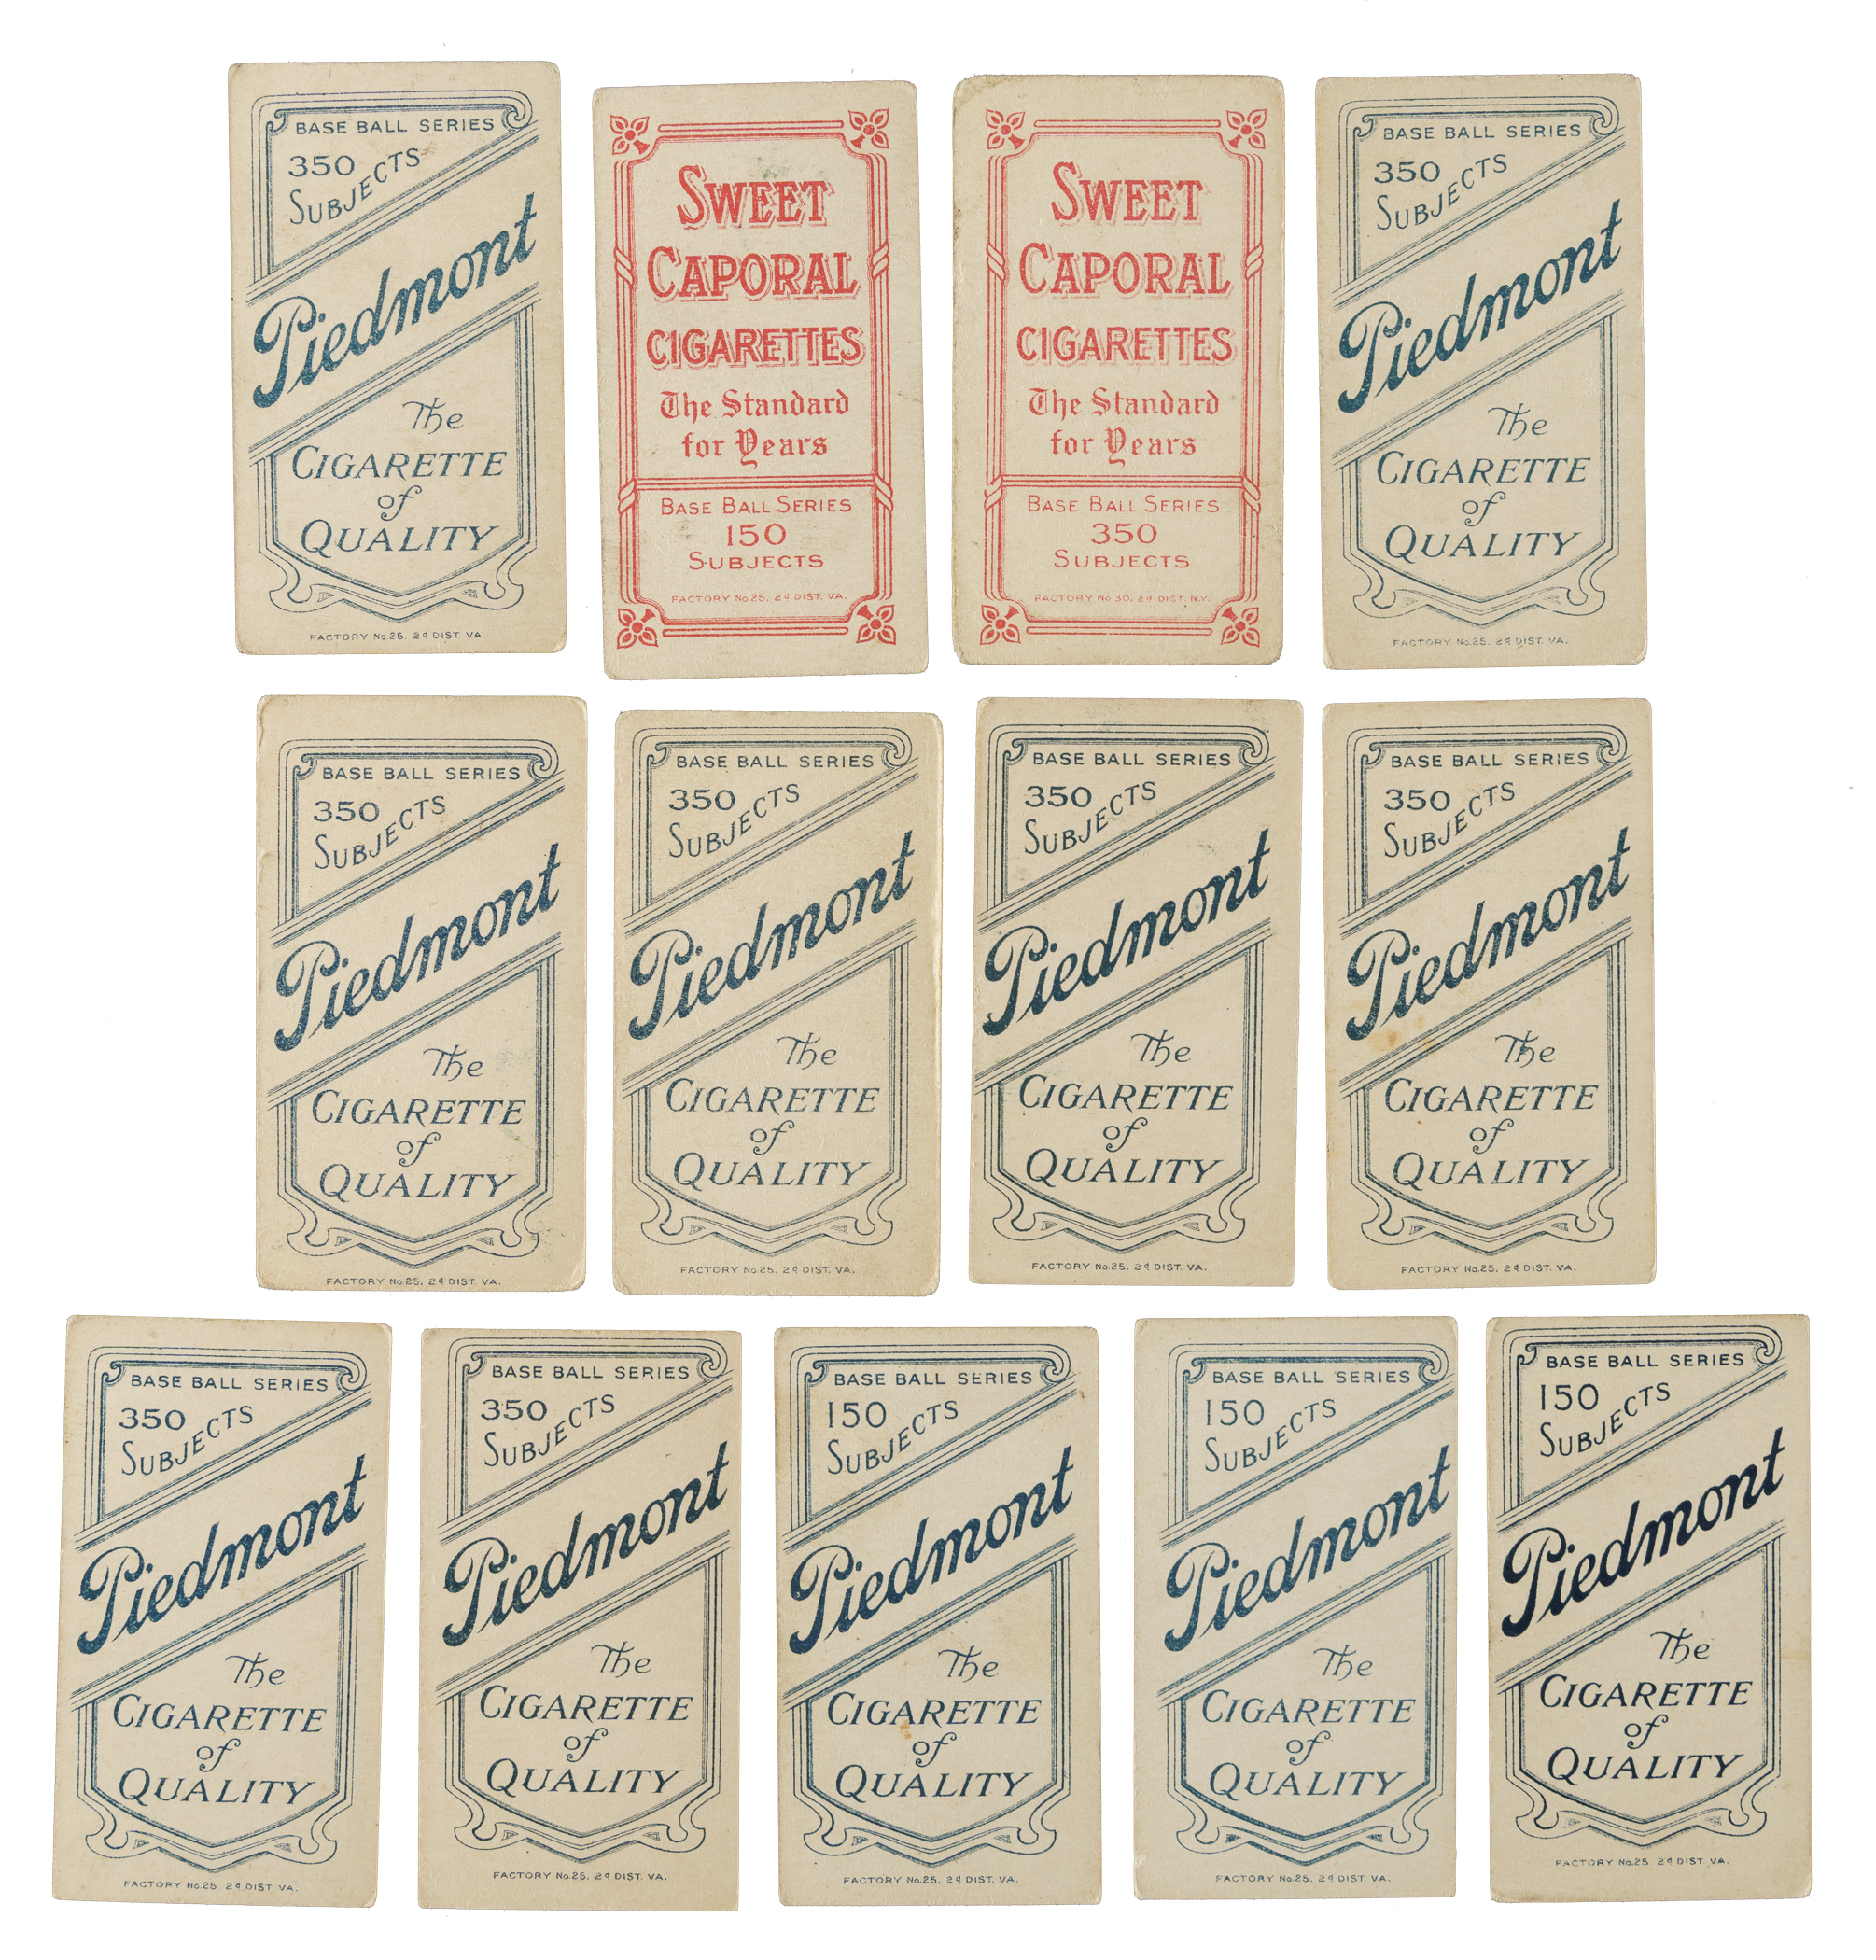 BASE BALL SERIES
350
SUBJECTS
Piedmont
The
CIGARETTE
of
QUALITY
FACTORY No.25. 2d DIST. VA.
SWEET
CAPORAL
CIGARETTES
The Standard
for Years
BASE BALL SERIES
150
SUBJECTS
FACTORY No.25. 2d DIST. VA.
SWEET
CAPORAL
CIGARETTES
The Standard
for Years
BASE BALL SERIES
350
SUBJECTS
FACTORY No.30. 2d DIST. N.Y.
BASE BALL SERIES
350
SUBJECTS
Piedmont
The
CIGARETTE
of
QUALITY
FACTORY No.25. 2d DIST. VA.
BASE BALL SERIES
350
SUBJECTS
Piedmont
The
CIGARETTE
of
QUALITY
FACTORY No.25. 2d DIST. VA.
BASE BALL SERIES
350
SUBJECTS
Piedmont
The
CIGARETTE
of
QUALITY
FACTORY No.25. 2d DIST. VA.
BASE BALL SERIES
350
SUBJECTS
Piedmont
The
CIGARETTE
of
QUALITY
FACTORY No.25. 2d DIST. VA.
BASE BALL SERIES
350
SUBJECTS
Piedmont
The
CIGARETTE
of
QUALITY
FACTORY No.25. 2d DIST. VA.
BASE BALL SERIES
350
SUBJECTS
Piedmont
The
CIGARETTE
of
QUALITY
FACTORY No.25. 2d DIST. VA.
BASE BALL SERIES
350
SUBJECTS
Piedmont
The
CIGARETTE
of
QUALITY
FACTORY No.25. 2d DIST. VA.
BASE BALL SERIES
150
SUBJECTS
Piedmont
The
CIGARETTE
of
QUALITY
FACTORY No.25. 2d DIST. VA.
BASE BALL SERIES
150
SUBJECTS
Piedmont
The
CIGARETTE
of
QUALITY
FACTORY No.25. 2d DIST. VA.
BASE BALL SERIES
150
SUBJECTS
Piedmont
The
CIGARETTE
of
QUALITY
FACTORY No.25. 2d DIST. VA.